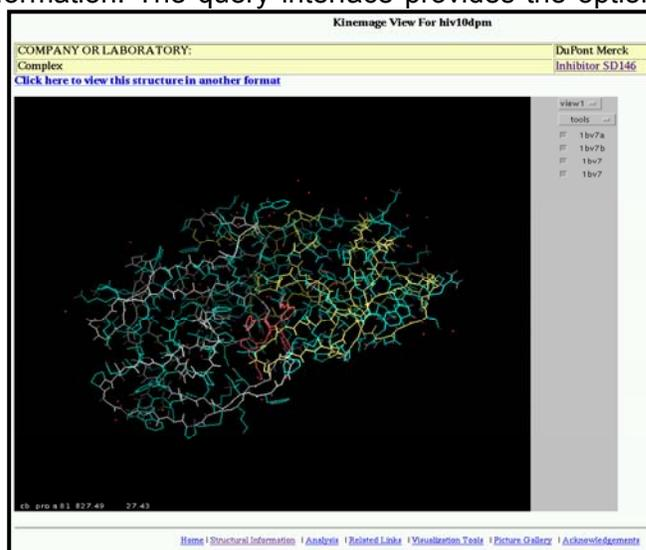 formation. The query interface provides the option
Kinemage View For hiv10dpm
COMPANY OR LABORATORY: DuPont Merck
Complex Inhibitor SD146
Click here to view this structure in another format
view1
tools
1bv7a
1bv7b
1bv7
1bv7
cb pro a 81 827.49 27.43
Home | Structural Information | Analysis | Related Links | Visualization Tools | Picture Gallery | Acknowledgements